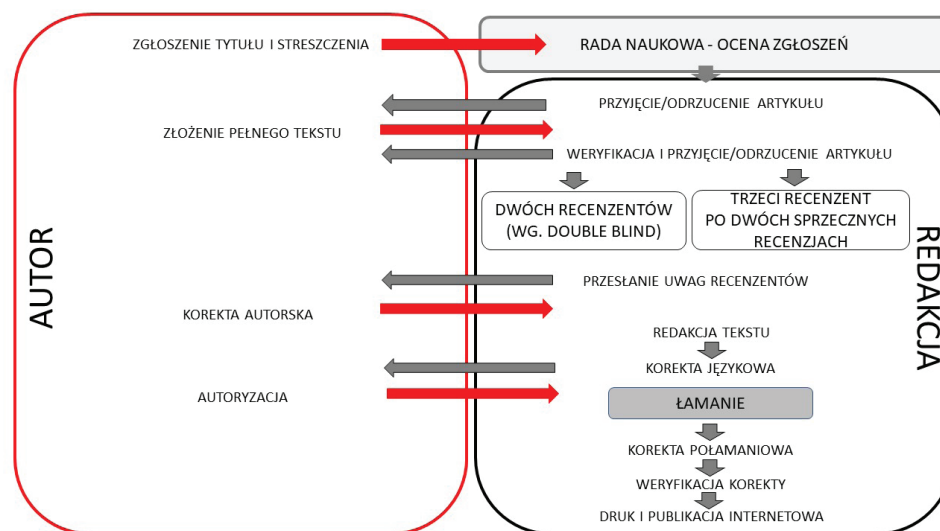 ZGŁOSZENIE TYTUŁU I STRESZCZENIA
RADA NAUKOWA - OCENA ZGŁOSZEŃ
PRZYJĘCIE/ODRZUCENIE ARTYKUŁU
ZŁOŻENIE PEŁNEGO TEKSTU
WERYFIKACJA I PRZYJĘCIE/ODRZUCENIE ARTYKUŁU
DWÓCH RECENZENTÓW
(WG. DOUBLE BLIND)
TRZECI RECENZENT
PO DWÓCH SPRZECZNYCH
RECENZJACH
AUTOR
REDAKCJA
PRZESŁANIE UWAG RECENZENTÓW
KOREKTA AUTORSKA
REDAKCJA TEKSTU
KOREKTA JĘZYKOWA
AUTORYZACJA
ŁAMANIE
KOREKTA POŁAMANIOWA
WERYFIKACJA KOREKTY
DRUK I PUBLIKACJA INTERNETOWA